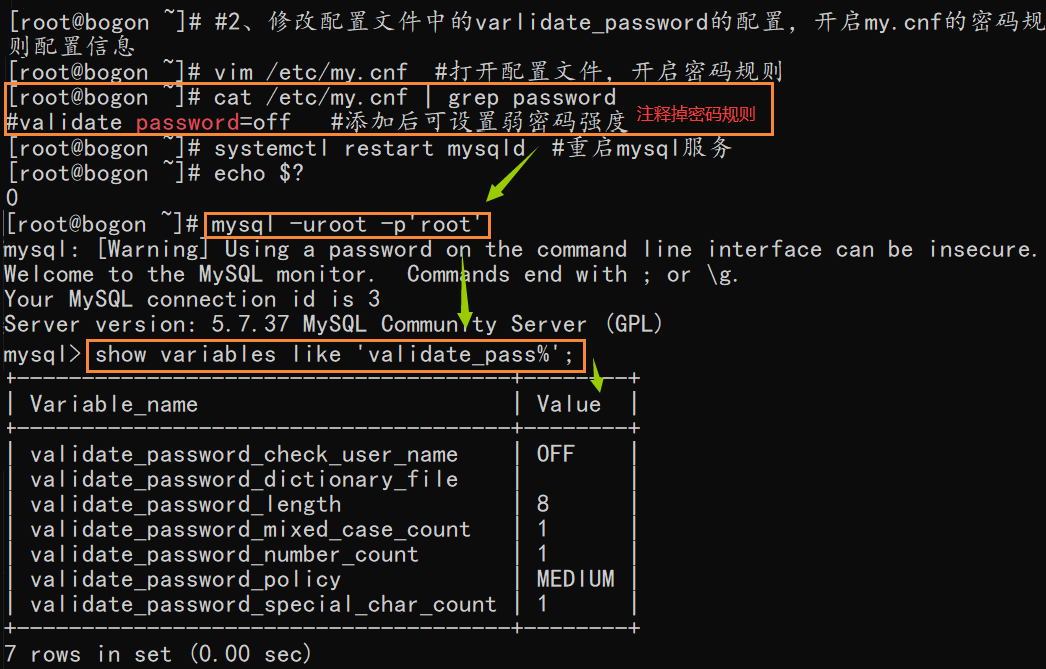 [root@bogon ~]# #2、修改配置文件中的varlidate_password的配置，开启my.cnf的密码规
则配置信息
[root@bogon ~]# vim /etc/my.cnf  #打开配置文件，开启密码规则
[root@bogon ~]# cat /etc/my.cnf | grep password
#validate_password=off   #添加后可设置弱密码强度 注释掉密码规则
[root@bogon ~]# systemctl restart mysqld  #重启mysql服务
[root@bogon ~]# echo $?
0
[root@bogon ~]# mysql -uroot -p'root'
mysql: [Warning] Using a password on the command line interface can be insecure.
Welcome to the MySQL monitor.  Commands end with ; or \g.
Your MySQL connection id is 3
Server version: 5.7.37 MySQL Community Server (GPL)
mysql> show variables like 'validate_pass%';
+--------------------------------------+--------+
| Variable_name                        | Value  |
+--------------------------------------+--------+
| validate_password_check_user_name    | OFF    |
| validate_password_dictionary_file    |        |
| validate_password_length             | 8      |
| validate_password_mixed_case_count   | 1      |
| validate_password_number_count       | 1      |
| validate_password_policy             | MEDIUM |
| validate_password_special_char_count | 1      |
+--------------------------------------+--------+
7 rows in set (0.00 sec)